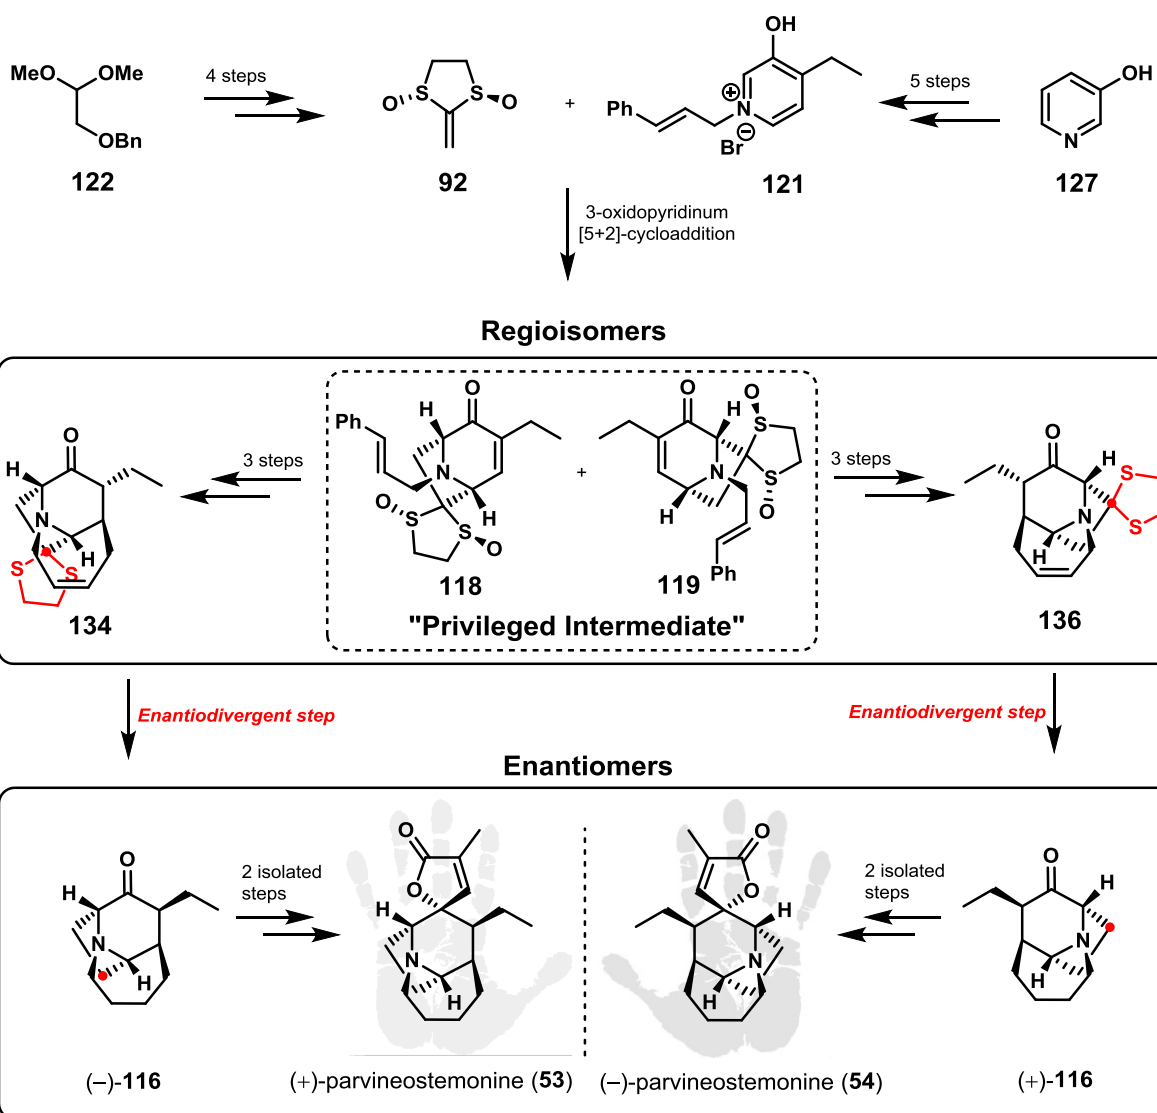 OH
MeO OMe
4 steps
S S
O O
+
Ph
N
+
−
Br
5 steps
OH
N
OBn
122
92
121
127
3-oxidopyridinum
[5+2]-cycloaddition
Regioisomers
O
H
N
H
S
S
134
3 steps
Ph
H
O
N
O
S
S
O
H
118
+
O
H
O
S
N
S
O
H
Ph
119
"Privileged Intermediate"
3 steps
O
H
S
N
S
H
136
Enantiodivergent step
Enantiodivergent step
Enantiomers
O
H
N
H
(−)-116
2 isolated
steps
O
O
H
N
H
(+)-parvineostemonine (53)
O
O
H
N
H
(−)-parvineostemonine (54)
2 isolated
steps
O
H
N
H
(+)-116